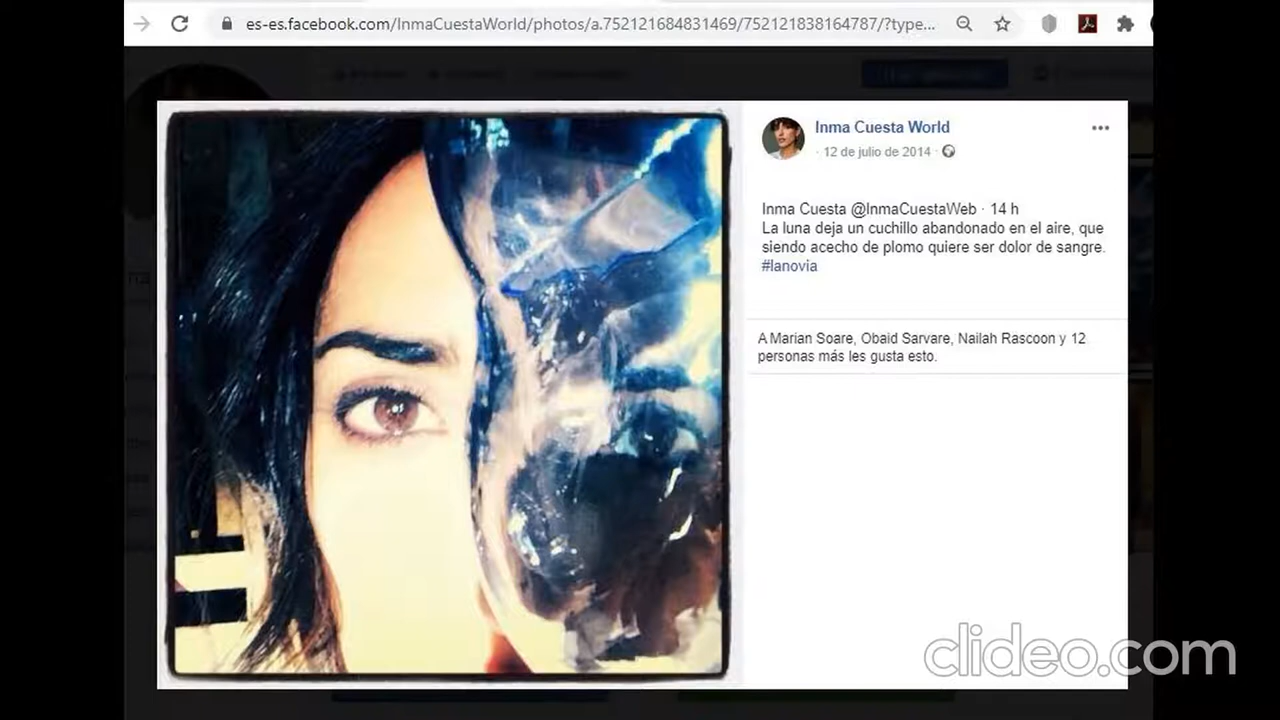 es-es.facebook.com/InmaCuestaWorld/photos/a.752121684831469/752121838164787/?type...
Inma Cuesta World
· 12 de julio de 2014 ·
Inma Cuesta @InmaCuestaWeb · 14 h
La luna deja un cuchillo abandonado en el aire, que
siendo acecho de plomo quiere ser dolor de sangre.
#lanovia
A Marian Soare, Obaid Sarvare, Nailah Rascoon y 12
personas más les gusta esto.
clideo.com